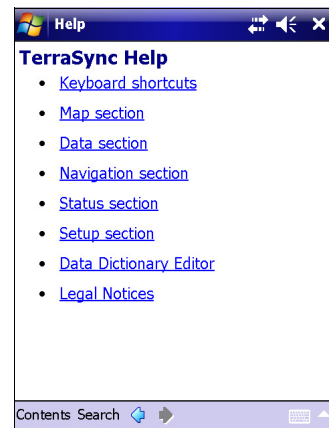 Help
TerraSync Help
Keyboard shortcuts
Map section
Data section
Navigation section
Status section
Setup section
Data Dictionary Editor
Legal Notices
Contents Search